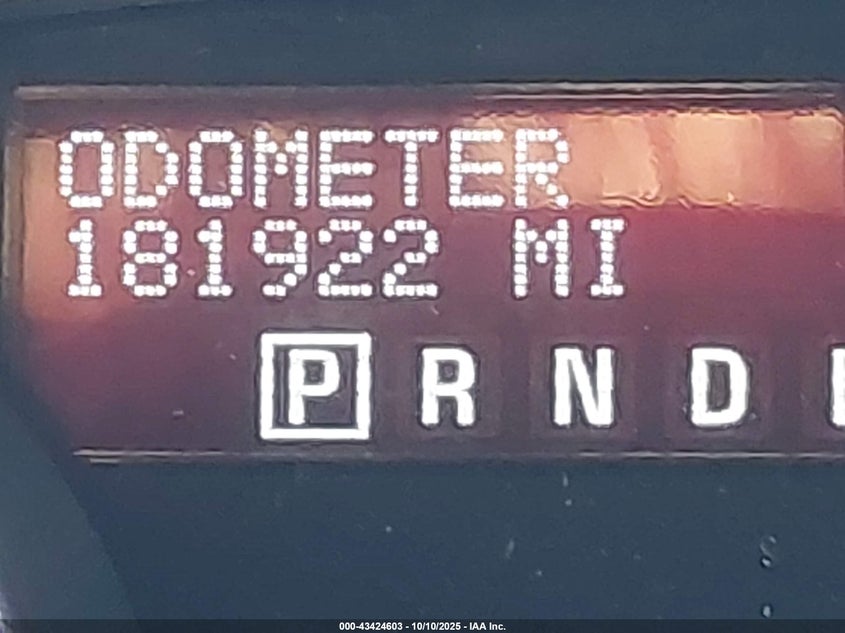 ODOMETER
181922 MI
P R N D
000-43424603 - 10/10/2025 - IAA Inc.